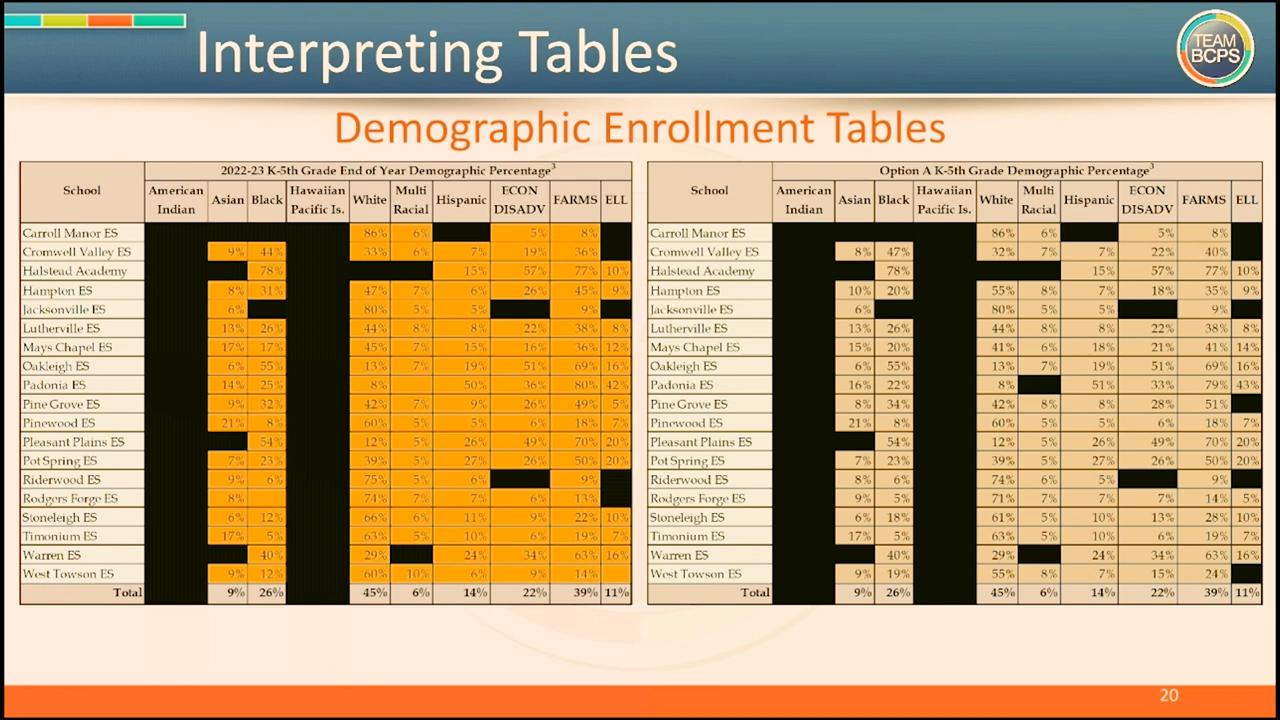 Interpreting Tables
TEAM
BCPS
Demographic Enrollment Tables
School 2022-23 K-5th Grade End of Year Demographic Percentage3
American Indian Asian Black Hawaiian Pacific Is. White Multi Racial Hispanic ECON DISADV FARMS ELL
Carroll Manor ES 86% 6% 5% 8%
Cromwell Valley ES 9% 44% 33% 6% 7% 19% 36%
Halstead Academy 78% 15% 57% 77% 10%
Hampton ES 8% 31% 47% 7% 6% 26% 45% 9%
Jacksonville ES 6% 80% 5% 5% 9%
Lutherville ES 13% 26% 44% 8% 8% 22% 38% 8%
Mays Chapel ES 17% 17% 45% 7% 15% 16% 36% 12%
Oakleigh ES 6% 55% 13% 7% 19% 51% 69% 16%
Padonia ES 14% 25% 8% 50% 36% 80% 42%
Pine Grove ES 9% 32% 42% 7% 9% 26% 49% 5%
Pinewood ES 21% 8% 60% 5% 5% 6% 18% 7%
Pleasant Plains ES 54% 12% 5% 26% 49% 70% 20%
Pot Spring ES 7% 23% 39% 5% 27% 26% 50% 20%
Riderwood ES 9% 6% 75% 5% 6% 9%
Rodgers Forge ES 8% 74% 7% 7% 6% 13%
Stoneleigh ES 6% 12% 66% 6% 11% 9% 22% 10%
Timonium ES 17% 5% 63% 5% 10% 6% 19% 7%
Warren ES 40% 29% 24% 34% 63% 16%
West Towson ES 9% 12% 60% 10% 6% 9% 14%
Total 9% 26% 45% 6% 14% 22% 39% 11%
School Option A K-5th Grade Demographic Percentage3
American Indian Asian Black Hawaiian Pacific Is. White Multi Racial Hispanic ECON DISADV FARMS ELL
Carroll Manor ES 86% 6% 5% 8%
Cromwell Valley ES 8% 47% 32% 7% 7% 22% 40%
Halstead Academy 78% 15% 57% 77% 10%
Hampton ES 10% 20% 55% 8% 7% 18% 35% 9%
Jacksonville ES 6% 80% 5% 5% 9%
Lutherville ES 13% 26% 44% 8% 8% 22% 38% 8%
Mays Chapel ES 15% 20% 41% 6% 18% 21% 41% 14%
Oakleigh ES 6% 55% 13% 7% 19% 51% 69% 16%
Padonia ES 16% 22% 8% 51% 33% 79% 43%
Pine Grove ES 8% 34% 42% 8% 8% 28% 51%
Pinewood ES 21% 8% 60% 5% 5% 6% 18% 7%
Pleasant Plains ES 54% 12% 5% 26% 49% 70% 20%
Pot Spring ES 7% 23% 39% 5% 27% 26% 50% 20%
Riderwood ES 8% 6% 74% 6% 5% 9%
Rodgers Forge ES 9% 5% 71% 7% 7% 7% 14% 5%
Stoneleigh ES 6% 18% 61% 5% 10% 13% 28% 10%
Timonium ES 17% 5% 63% 5% 10% 6% 19% 7%
Warren ES 40% 29% 24% 34% 63% 16%
West Towson ES 9% 19% 55% 8% 7% 15% 24%
Total 9% 26% 45% 6% 14% 22% 39% 11%
20